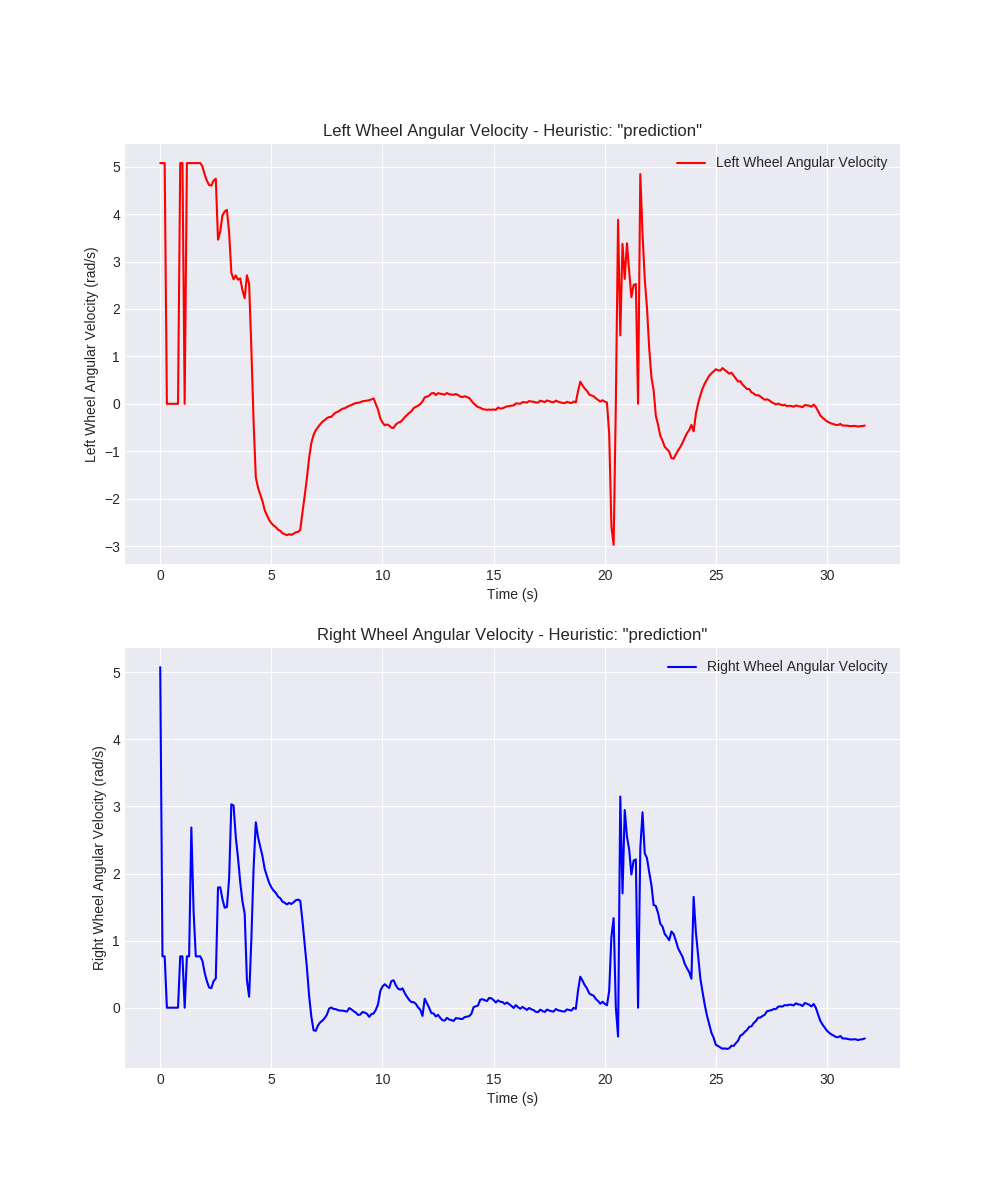 Left Wheel Angular Velocity - Heuristic: "prediction"
Left Wheel Angular Velocity
5
4
3
2
1
0
−1
−2
−3
Left Wheel Angular Velocity (rad/s)
0 5 10 15 20 25 30
Time (s)
Right Wheel Angular Velocity - Heuristic: "prediction"
Right Wheel Angular Velocity
5
4
3
2
1
0
Right Wheel Angular Velocity (rad/s)
0 5 10 15 20 25 30
Time (s)